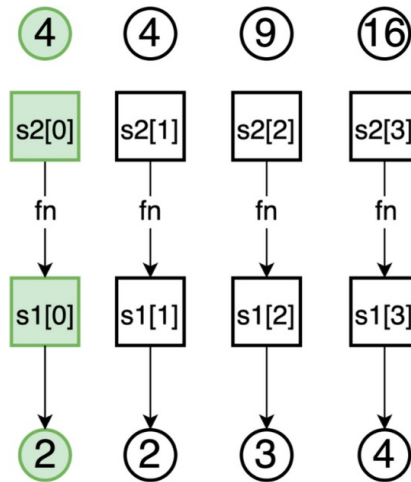 4 4 9 16
s2[0] s2[1] s2[2] s2[3]
fn fn fn fn
s1[0] s1[1] s1[2] s1[3]
2 2 3 4